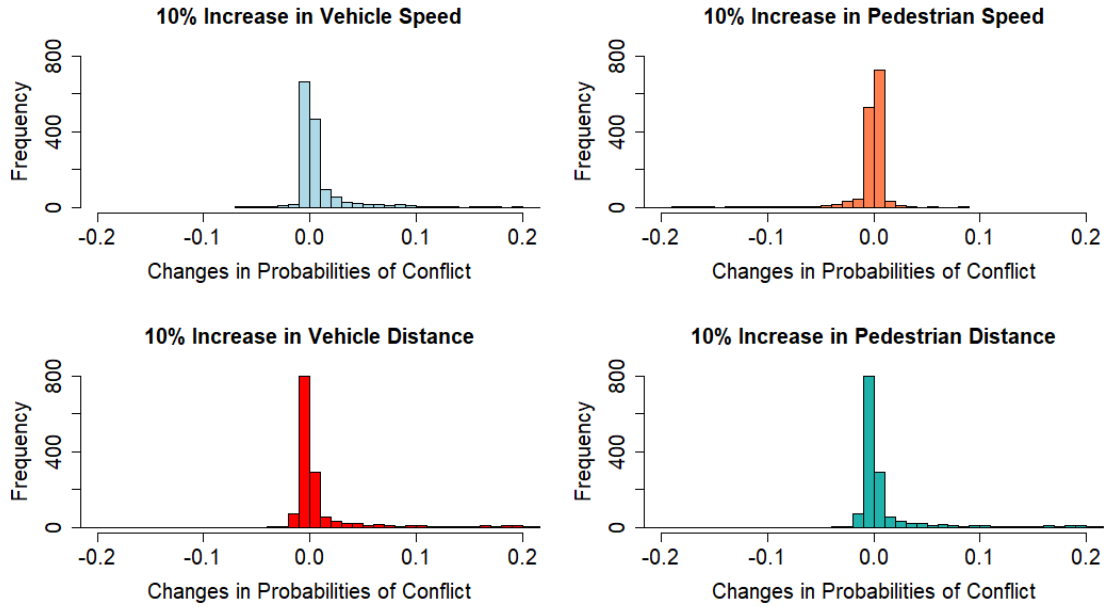 10% Increase in Vehicle Speed
Frequency
0 400 800
-0.2 -0.1 0.0 0.1 0.2
Changes in Probabilities of Conflict
10% Increase in Pedestrian Speed
Frequency
0 400 800
-0.2 -0.1 0.0 0.1 0.2
Changes in Probabilities of Conflict
10% Increase in Vehicle Distance
Frequency
0 400 800
-0.2 -0.1 0.0 0.1 0.2
Changes in Probabilities of Conflict
10% Increase in Pedestrian Distance
Frequency
0 400 800
-0.2 -0.1 0.0 0.1 0.2
Changes in Probabilities of Conflict